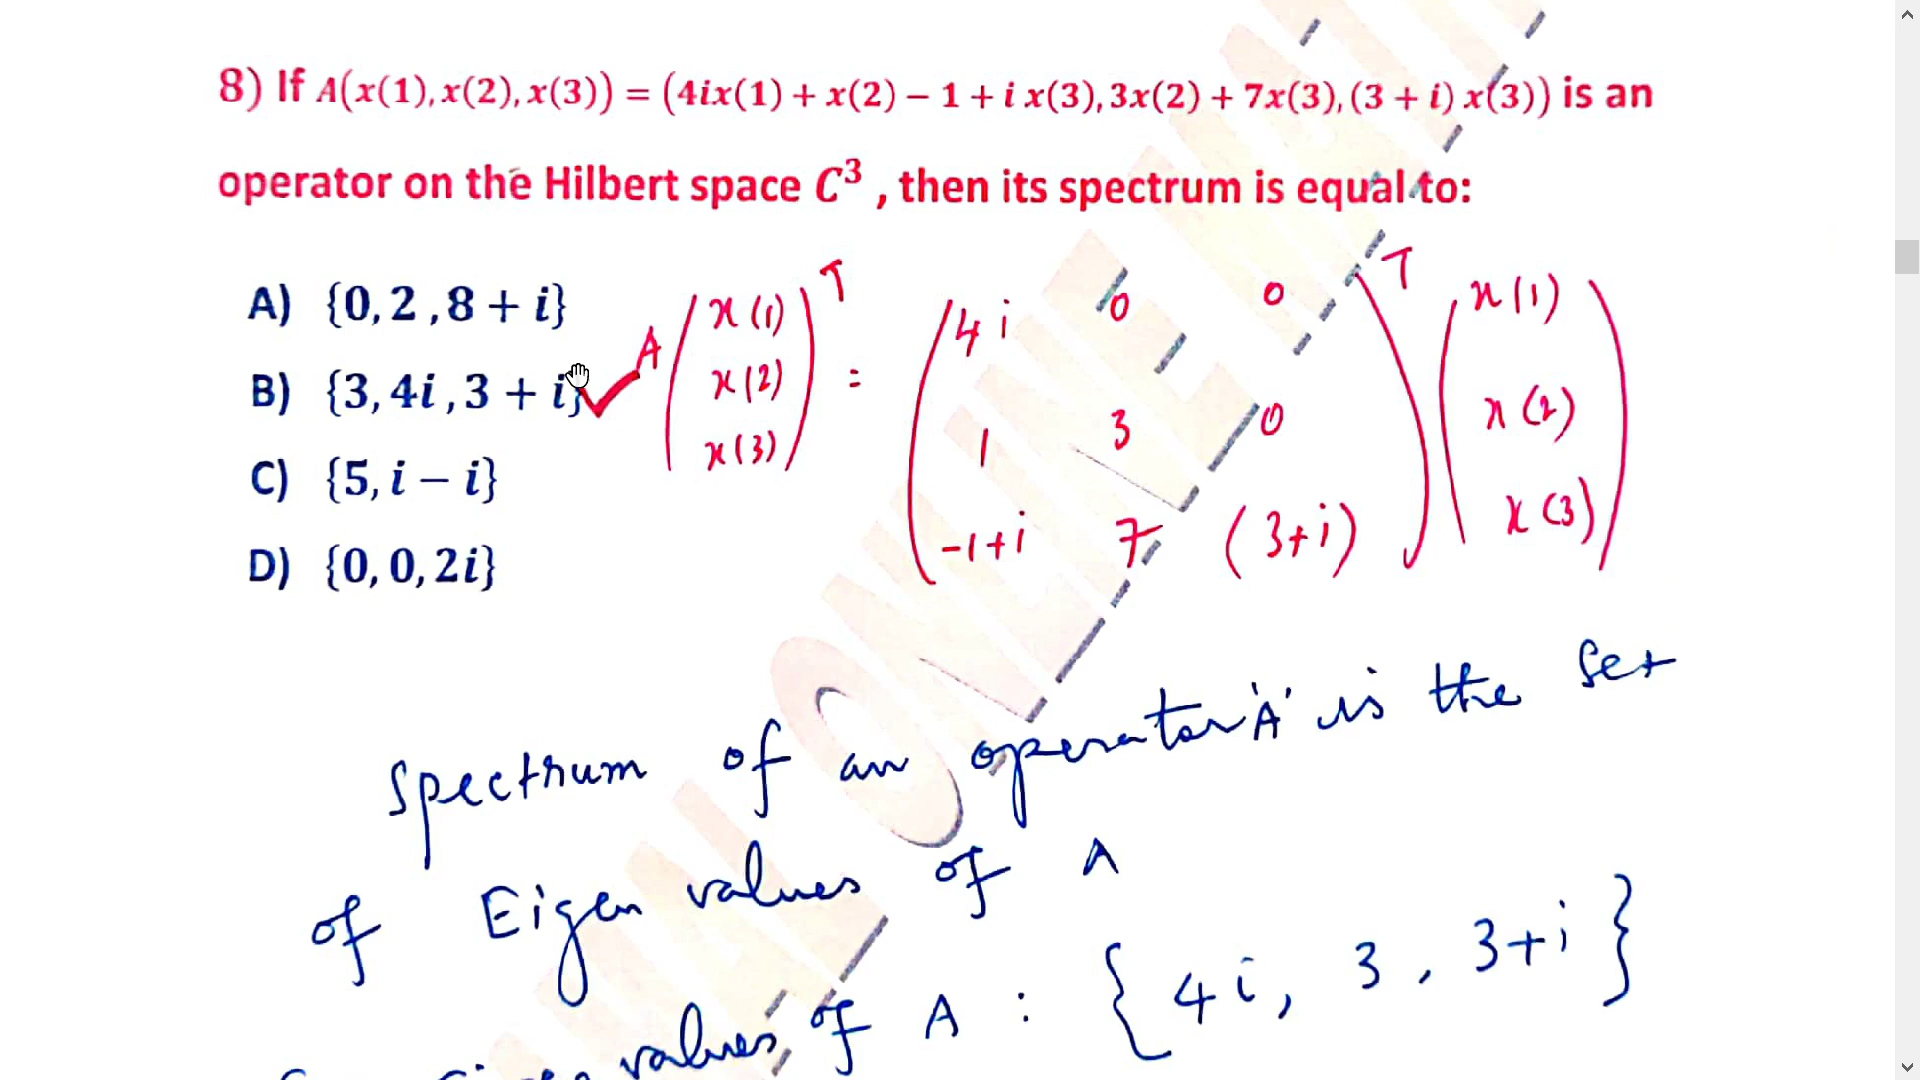 8) If A(x(1), x(2), x(3)) = (4ix(1) + x(2) − 1 + i x(3), 3x(2) + 7x(3), (3 + i) x(3)) is an
operator on the Hilbert space C³ , then its spectrum is equal to:
A) {0, 2 , 8 + i}
B) {3, 4i , 3 + i}
C) {5, i − i}
D) {0, 0, 2i}
A ( x(1) )ᵀ = ( 4i 0 0 )ᵀ ( x(1) )
( x(2) ) ( 1 3 0 ) ( x(2) )
( x(3) ) ( -1+i 7 (3+i) ) ( x(3) )
Spectrum of an operator 'A' is the set
of Eigen values of A
values of A : { 4i, 3, 3+i }